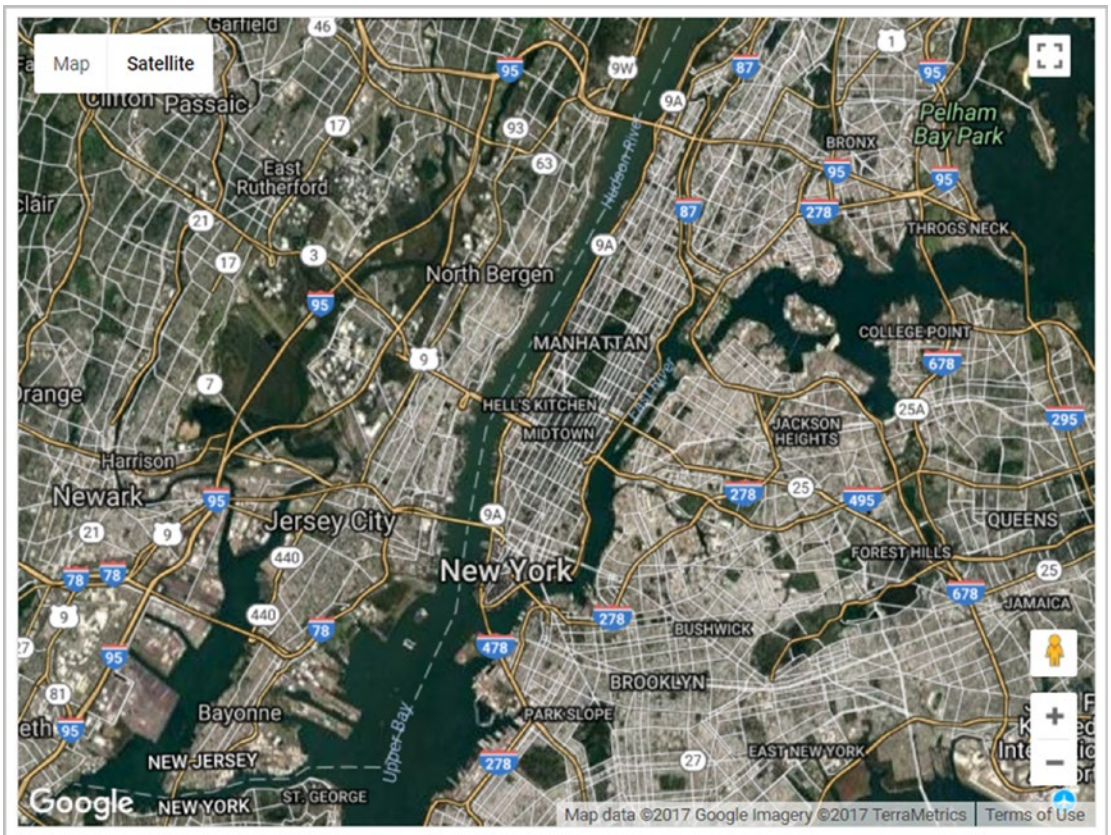 Garfield
46
1
Map
Satellite
95
9W
87
95
Clifton
Passaic
9A
17
93
Pelham
Bay Park
BRONX
63
East
Rutherford
95
95
Hudson River
clair
21
87
278
THROGS NECK
17
3
9A
North Bergen
95
COLLEGE POINT
MANHATTAN
9
678
7
East River
Orange
HELL'S KITCHEN
25A
295
MIDTOWN
JACKSON
HEIGHTS
Harrison
Newark
95
278
25
495
9A
Jersey City
QUEENS
21
9
440
FOREST HILLS
New York
25
78
78
678
JAMAICA
9
440
78
278
BUSHWICK
478
95
BROOKLYN
81
Bayonne
PARK SLOPE
95
Upper Bay
NEW JERSEY
278
27
EAST NEW YORK
NEW YORK
ST. GEORGE
Google
Map data ©2017 Google Imagery ©2017 TerraMetrics
Terms of Use